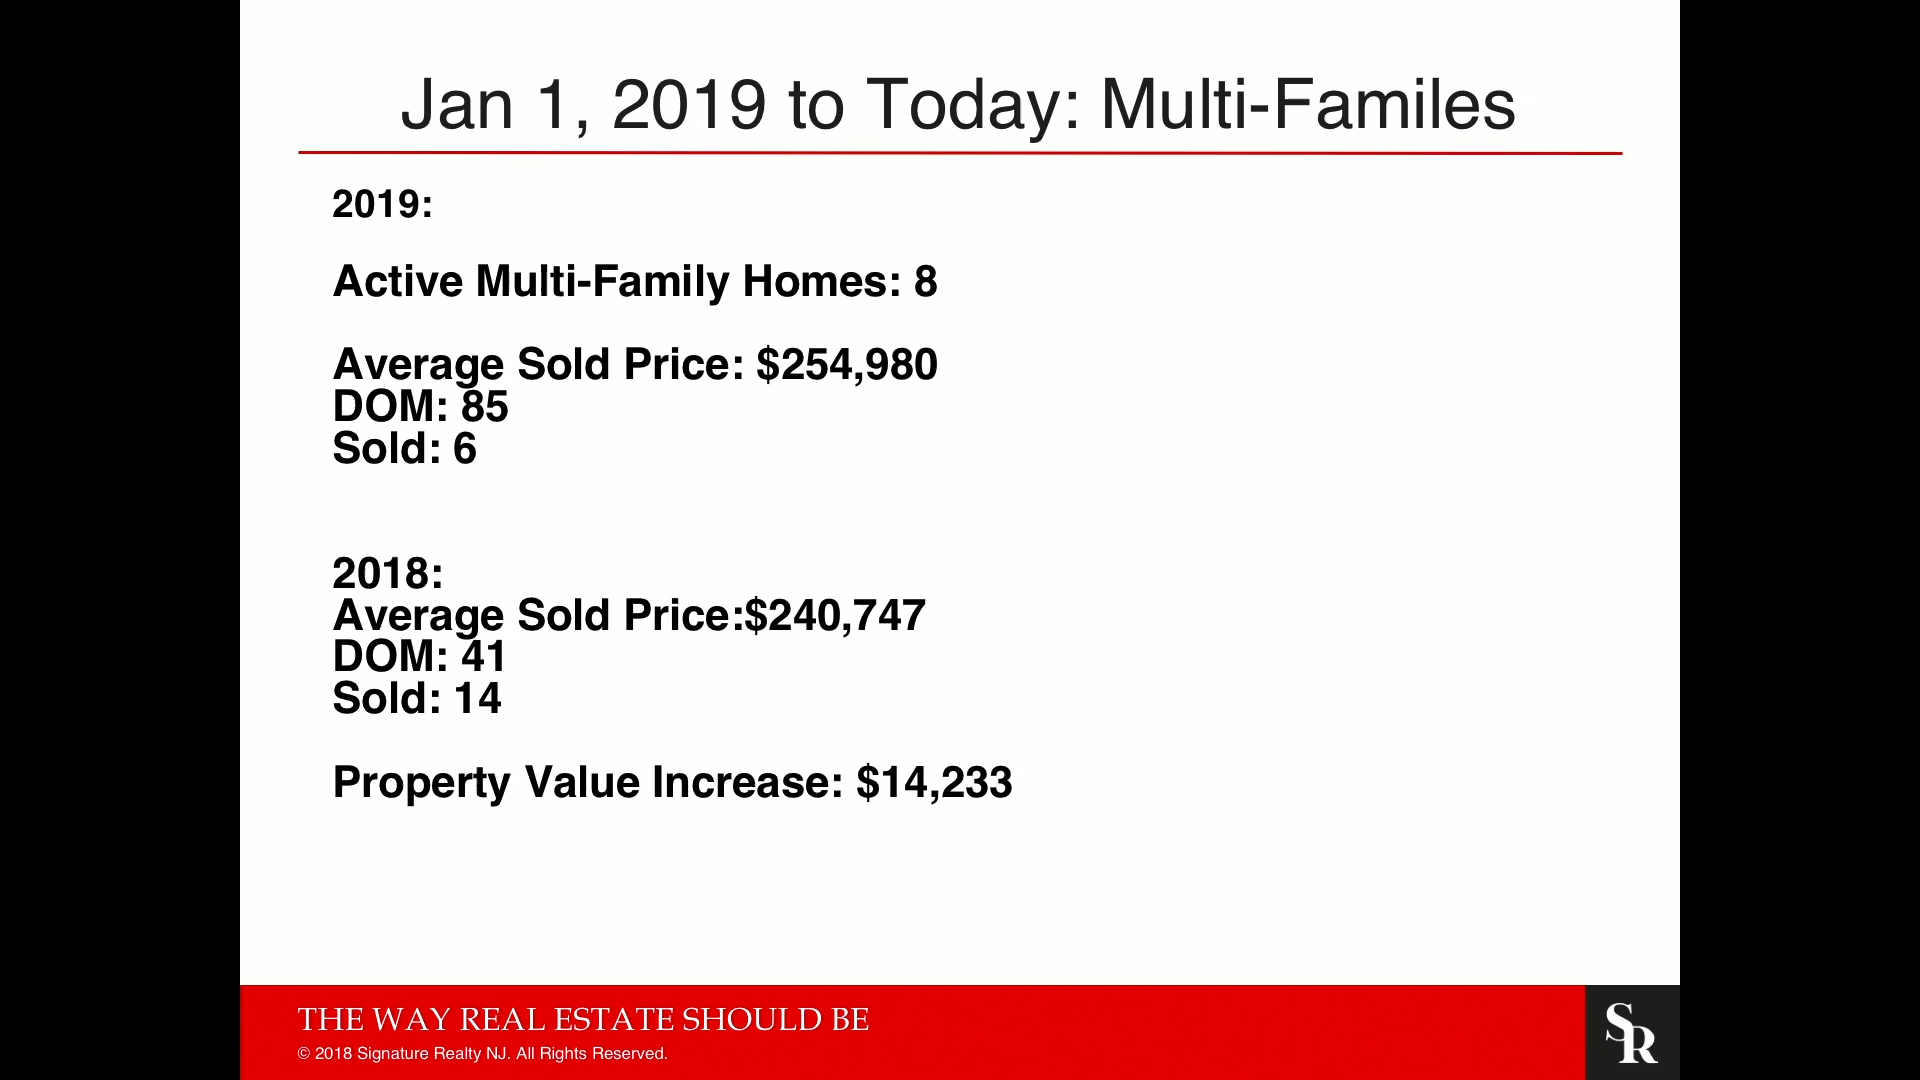 Jan 1, 2019 to Today: Multi-Familes
2019:
Active Multi-Family Homes: 8
Average Sold Price: $254,980
DOM: 85
Sold: 6
2018:
Average Sold Price:$240,747
DOM: 41
Sold: 14
Property Value Increase: $14,233
THE WAY REAL ESTATE SHOULD BE
© 2018 Signature Realty NJ. All Rights Reserved.
SR